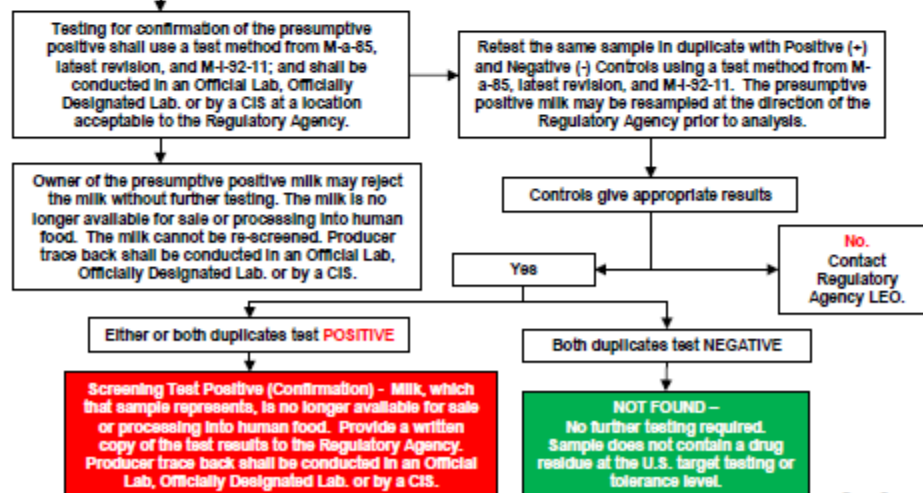 Testing for confirmation of the presumptive
positive shall use a test method from M-a-85,
latest revision, and M-I-92-11; and shall be
conducted in an Official Lab, Officially
Designated Lab. or by a CIS at a location
acceptable to the Regulatory Agency.
Retest the same sample in duplicate with Positive (+)
and Negative (-) Controls using a test method from M-
a-85, latest revision, and M-I-92-11. The presumptive
positive milk may be resampled at the direction of the
Regulatory Agency prior to analysis.
Owner of the presumptive positive milk may reject
the milk without further testing. The milk is no
longer available for sale or processing into human
food. The milk cannot be re-screened. Producer
trace back shall be conducted in an Official Lab,
Officially Designated Lab. or by a CIS.
Controls give appropriate results
No.
Contact
Regulatory
Agency LEO.
Yes
Either or both duplicates test POSITIVE
Both duplicates test NEGATIVE
Screening Test Positive (Confirmation) - Milk, which
that sample represents, is no longer available for sale
or processing into human food. Provide a written
copy of the test results to the Regulatory Agency.
Producer trace back shall be conducted in an Official
Lab, Officially Designated Lab. or by a CIS.
NOT FOUND –
No further testing required.
Sample does not contain a drug
residue at the U.S. target testing or
tolerance level.